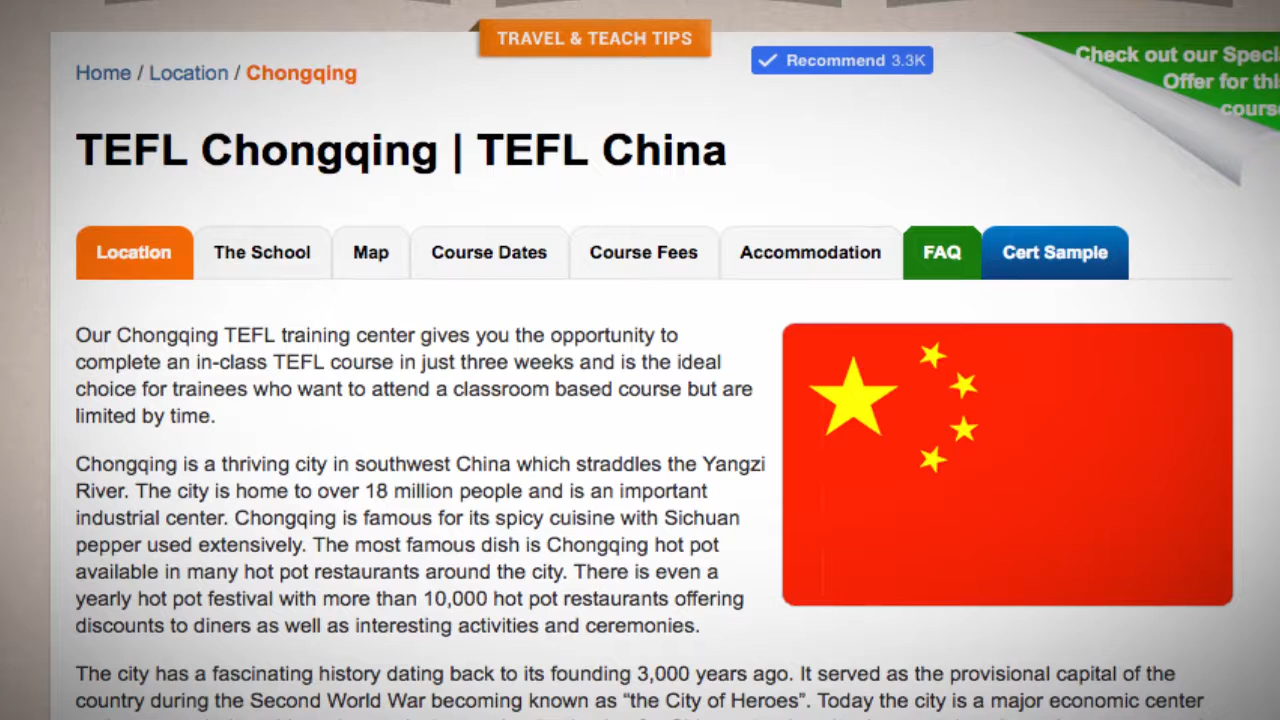 TRAVEL & TEACH TIPS
Home / Location / Chongqing
Recommend 3.3K
Check out our
Offer for
TEFL Chongqing | TEFL China
Location The School Map Course Dates Course Fees Accommodation FAQ Cert Sample
Our Chongqing TEFL training center gives you the opportunity to
complete an in-class TEFL course in just three weeks and is the ideal
choice for trainees who want to attend a classroom based course but are
limited by time.
Chongqing is a thriving city in southwest China which straddles the Yangzi
River. The city is home to over 18 million people and is an important
industrial center. Chongqing is famous for its spicy cuisine with Sichuan
pepper used extensively. The most famous dish is Chongqing hot pot
available in many hot pot restaurants around the city. There is even a
yearly hot pot festival with more than 10,000 hot pot restaurants offering
discounts to diners as well as interesting activities and ceremonies.
The city has a fascinating history dating back to its founding 3,000 years ago. It served as the provisional capital of the
country during the Second World War becoming known as “the City of Heroes”. Today the city is a major economic center